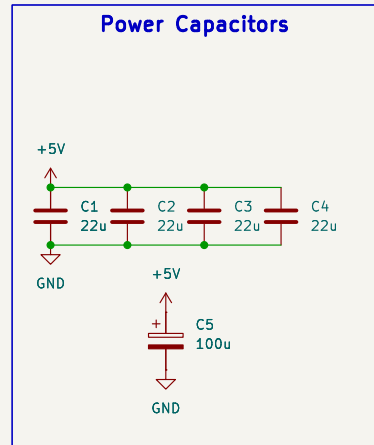 Power Capacitors
+5V
C1
22u
C2
22u
C3
22u
C4
22u
GND
+5V
+
C5
100u
GND